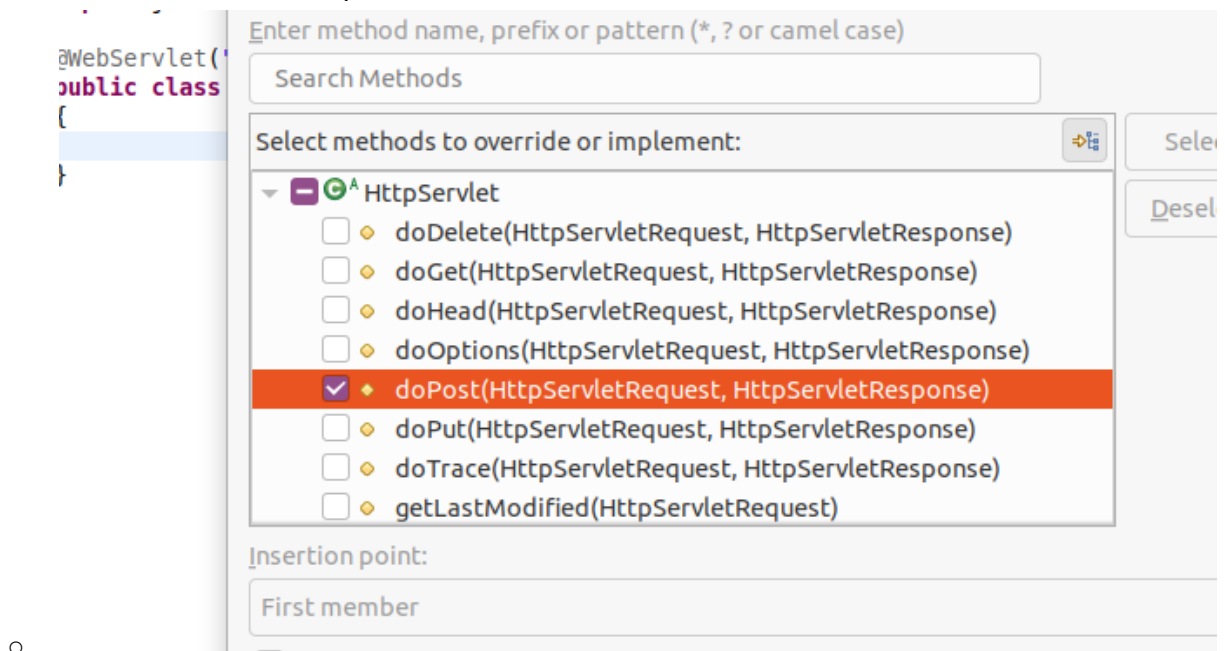 Enter method name, prefix or pattern (*, ? or camel case)
@WebServlet("
Search Methods
public class
{
Select methods to override or implement:
Selec
}
HttpServlet
Desel
doDelete(HttpServletRequest, HttpServletResponse)
doGet(HttpServletRequest, HttpServletResponse)
doHead(HttpServletRequest, HttpServletResponse)
doOptions(HttpServletRequest, HttpServletResponse)
doPost(HttpServletRequest, HttpServletResponse)
doPut(HttpServletRequest, HttpServletResponse)
doTrace(HttpServletRequest, HttpServletResponse)
getLastModified(HttpServletRequest)
Insertion point:
First member